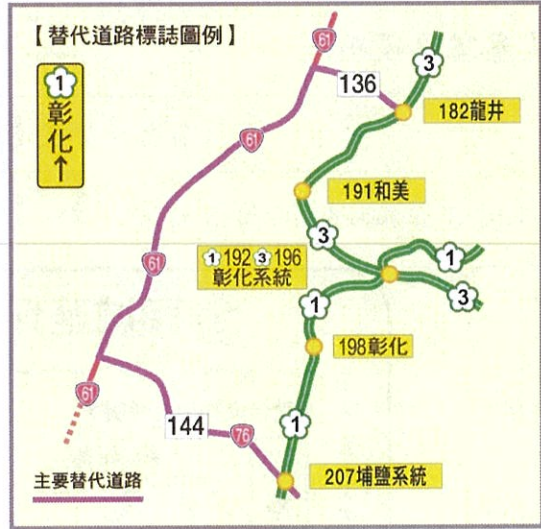 【替代道路標誌圖例】
1
彰化↑
61
3
136
182龍井
61
191和美
3
1 192 3 196
彰化系統
1
61
3
1
198彰化
61
144
76
1
207埔鹽系統
主要替代道路